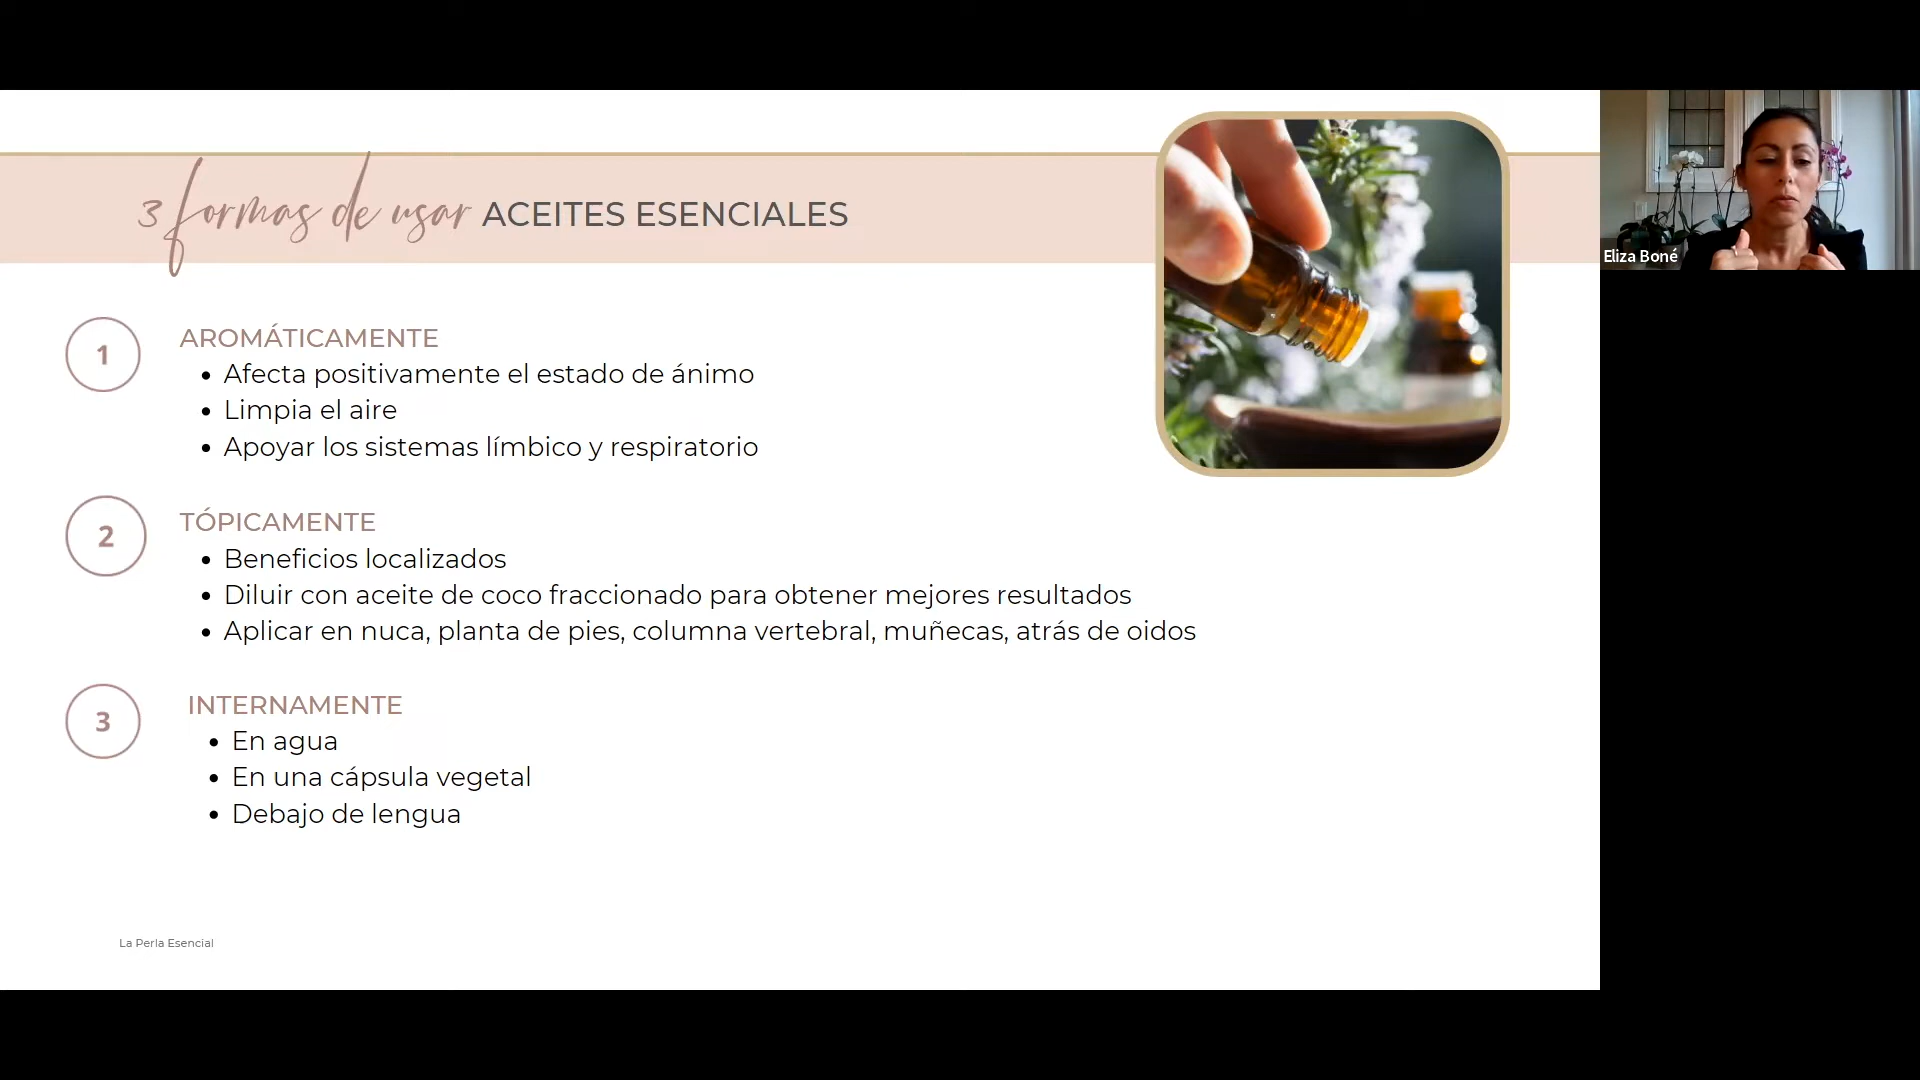 3 formas de usar ACEITES ESENCIALES
Eliza Boné
1
AROMÁTICAMENTE
• Afecta positivamente el estado de ánimo
• Limpia el aire
• Apoyar los sistemas límbico y respiratorio
2
TÓPICAMENTE
• Beneficios localizados
• Diluir con aceite de coco fraccionado para obtener mejores resultados
• Aplicar en nuca, planta de pies, columna vertebral, muñecas, atrás de oidos
3
INTERNAMENTE
• En agua
• En una cápsula vegetal
• Debajo de lengua
La Perla Esencial